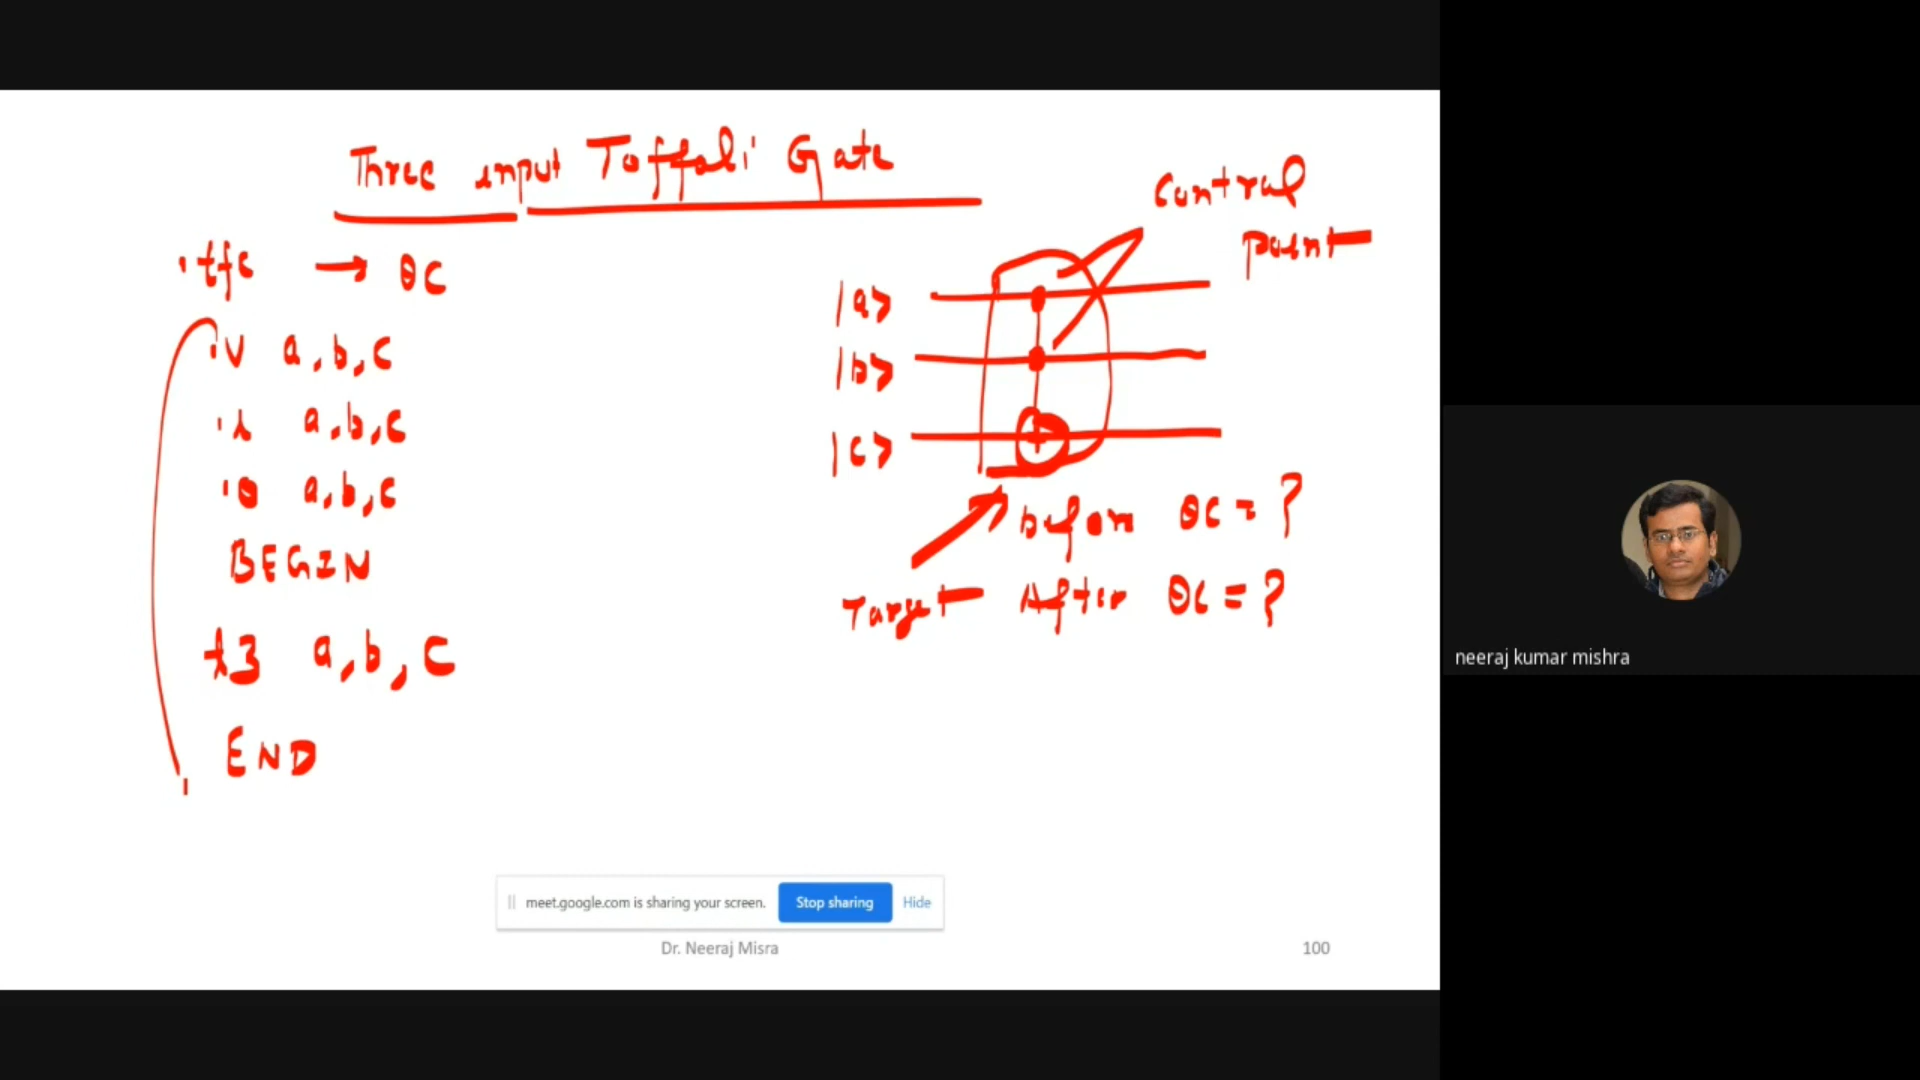 Three input Toffoli Gate
.tfc → QC
.v a,b,c
.i a,b,c
.o a,b,c
BEGIN
t3 a,b,c
END
Control
Point
|a>
|b>
|c>
before QC = ?
Target
After QC = ?
meet.google.com is sharing your screen. Stop sharing Hide
Dr. Neeraj Misra
100
neeraj kumar mishra